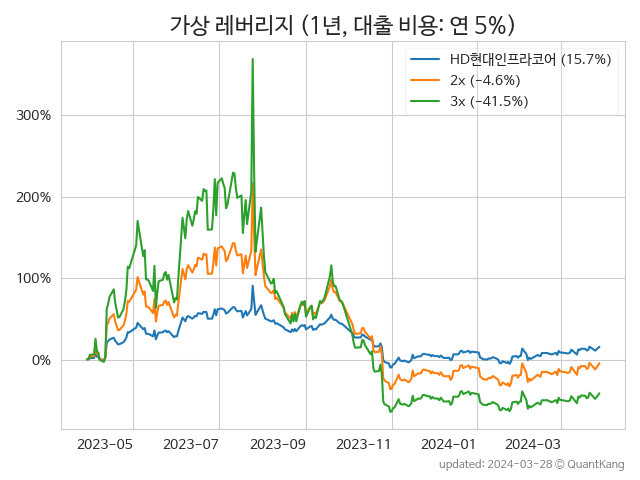 가상 레버리지 (1년, 대출 비용: 연 5%)
HD현대인프라코어 (15.7%)
2x (-4.6%)
3x (-41.5%)
300%
200%
100%
0%
2023-05 2023-07 2023-09 2023-11 2024-01 2024-03
updated: 2024-03-28 © QuantKang